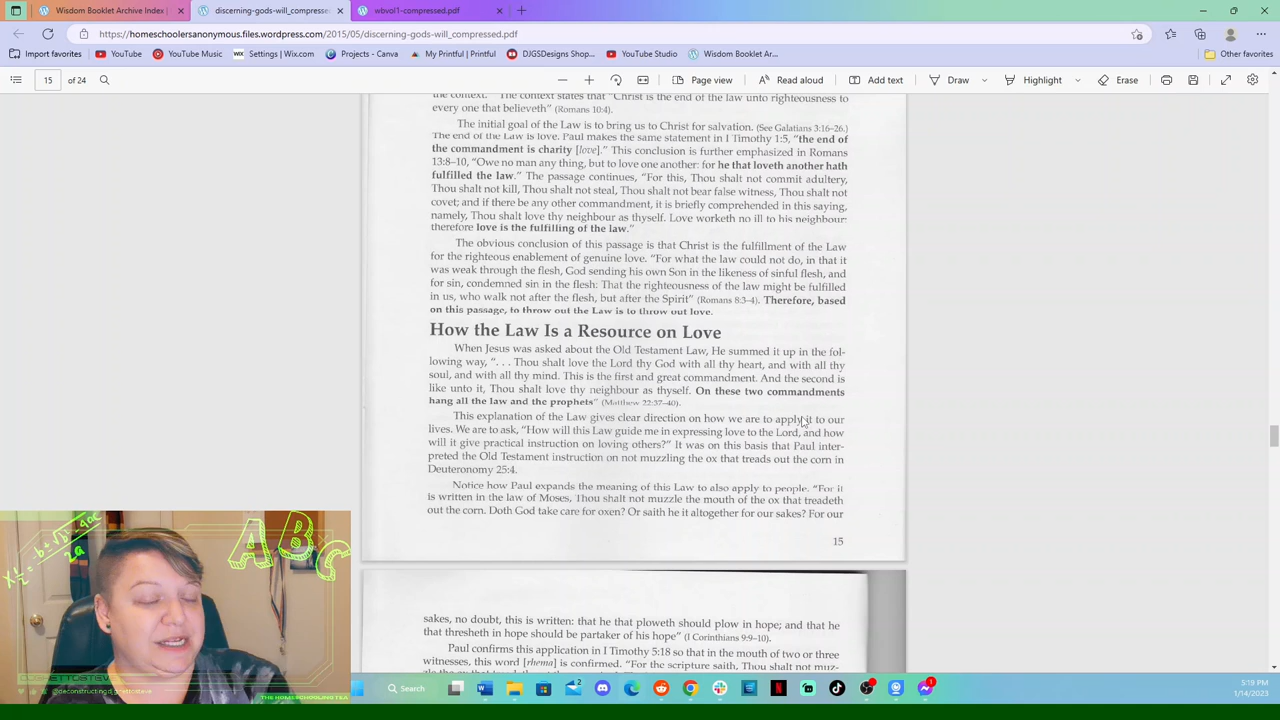 Wisdom Booklet Archive Index |
discerning-gods-will_compressed
wbvol1-compressed.pdf
https://homeschoolersanonymous.files.wordpress.com/2015/05/discerning-gods-will_compressed.pdf
Import favorites
YouTube
YouTube Music
Settings | Wix.com
Projects - Canva
My Printful | Printful
DJGSDesigns Shop...
YouTube Studio
Wisdom Booklet Ar...
Other favorites
15 of 24
Page view
Read aloud
Add text
Draw
Highlight
Erase
the context." The context states that "Christ is the end of the law unto righteousness to
every one that believeth" (Romans 10:4).
The initial goal of the Law is to bring us to Christ for salvation. (See Galatians 3:16–26.)
The end of the Law is love. Paul makes the same statement in I Timothy 1:5, "the end of
the commandment is charity [love]." This conclusion is further emphasized in Romans
13:8–10, "Owe no man any thing, but to love one another: for he that loveth another hath
fulfilled the law." The passage continues, "For this, Thou shalt not commit adultery,
Thou shalt not kill, Thou shalt not steal, Thou shalt not bear false witness, Thou shalt not
covet; and if there be any other commandment, it is briefly comprehended in this saying,
namely, Thou shalt love thy neighbour as thyself. Love worketh no ill to his neighbour:
therefore love is the fulfilling of the law."
The obvious conclusion of this passage is that Christ is the fulfillment of the Law
for the righteous enablement of genuine love. "For what the law could not do, in that it
was weak through the flesh, God sending his own Son in the likeness of sinful flesh, and
for sin, condemned sin in the flesh: That the righteousness of the law might be fulfilled
in us, who walk not after the flesh, but after the Spirit" (Romans 8:3–4). Therefore, based
on this passage, to throw out the Law is to throw out love.
How the Law Is a Resource on Love
When Jesus was asked about the Old Testament Law, He summed it up in the fol-
lowing way, ". . . Thou shalt love the Lord thy God with all thy heart, and with all thy
soul, and with all thy mind. This is the first and great commandment. And the second is
like unto it, Thou shalt love thy neighbour as thyself. On these two commandments
hang all the law and the prophets" (Matthew 22:37–40).
This explanation of the Law gives clear direction on how we are to apply it to our
lives. We are to ask, "How will this Law guide me in expressing love to the Lord, and how
will it give practical instruction on loving others?" It was on this basis that Paul inter-
preted the Old Testament instruction on not muzzling the ox that treads out the corn in
Deuteronomy 25:4.
Notice how Paul expands the meaning of this Law to also apply to people. "For it
is written in the law of Moses, Thou shalt not muzzle the mouth of the ox that treadeth
out the corn. Doth God take care for oxen? Or saith he it altogether for our sakes? For our
15
sakes, no doubt, this is written: that he that ploweth should plow in hope; and that he
that thresheth in hope should be partaker of his hope" (I Corinthians 9:9–10).
Paul confirms this application in I Timothy 5:18 so that in the mouth of two or three
witnesses, this word [rhema] is confirmed. "For the scripture saith, Thou shalt not muz-
A B C
2a
THE HOMESCHOOLING TEA
Search
2
1
5:19 PM
1/14/2023